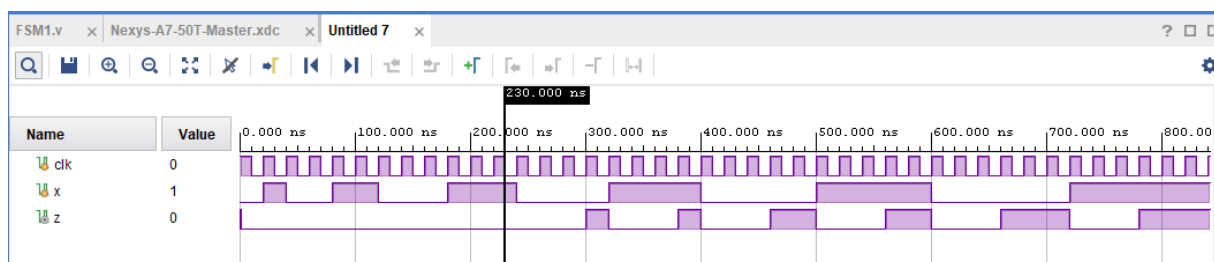 FSM1.v × Nexys-A7-50T-Master.xdc × Untitled 7 × ?
230.000 ns
Name Value 0.000 ns 100.000 ns 200.000 ns 300.000 ns 400.000 ns 500.000 ns 600.000 ns 700.000 ns 800.00
clk 0
x 1
z 0